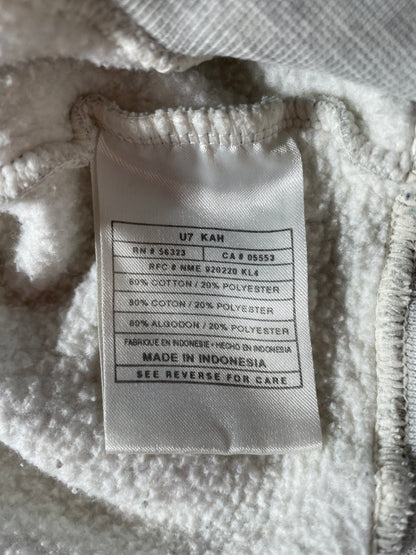 U7 KAH
RN # 56323 CA # 05553
RFC # NME 920220 KL4
80% COTTON / 20% POLYESTER
80% COTON / 20% POLYESTER
80% ALGODON / 20% POLYESTER
FABRIQUE EN INDONESIE • HECHO EN INDONESIA
MADE IN INDONESIA
SEE REVERSE FOR CARE